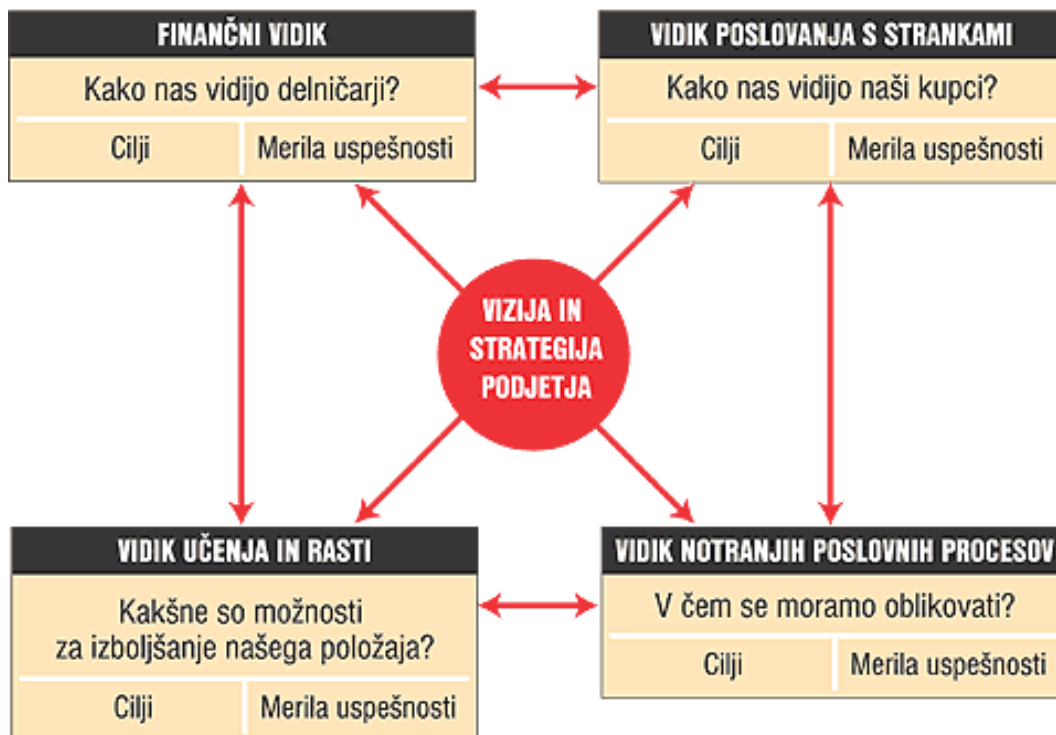 FINANČNI VIDIK
Kako nas vidijo delničarji?
Cilji
Merila uspešnosti
VIDIK POSLOVANJA S STRANKAMI
Kako nas vidijo naši kupci?
Cilji
Merila uspešnosti
VIZIJA IN
STRATEGIJA
PODJETJA
VIDIK UČENJA IN RASTI
Kakšne so možnosti
za izboljšanje našega položaja?
Cilji
Merila uspešnosti
VIDIK NOTRANJIH POSLOVNIH PROCESOV
V čem se moramo oblikovati?
Cilji
Merila uspešnosti